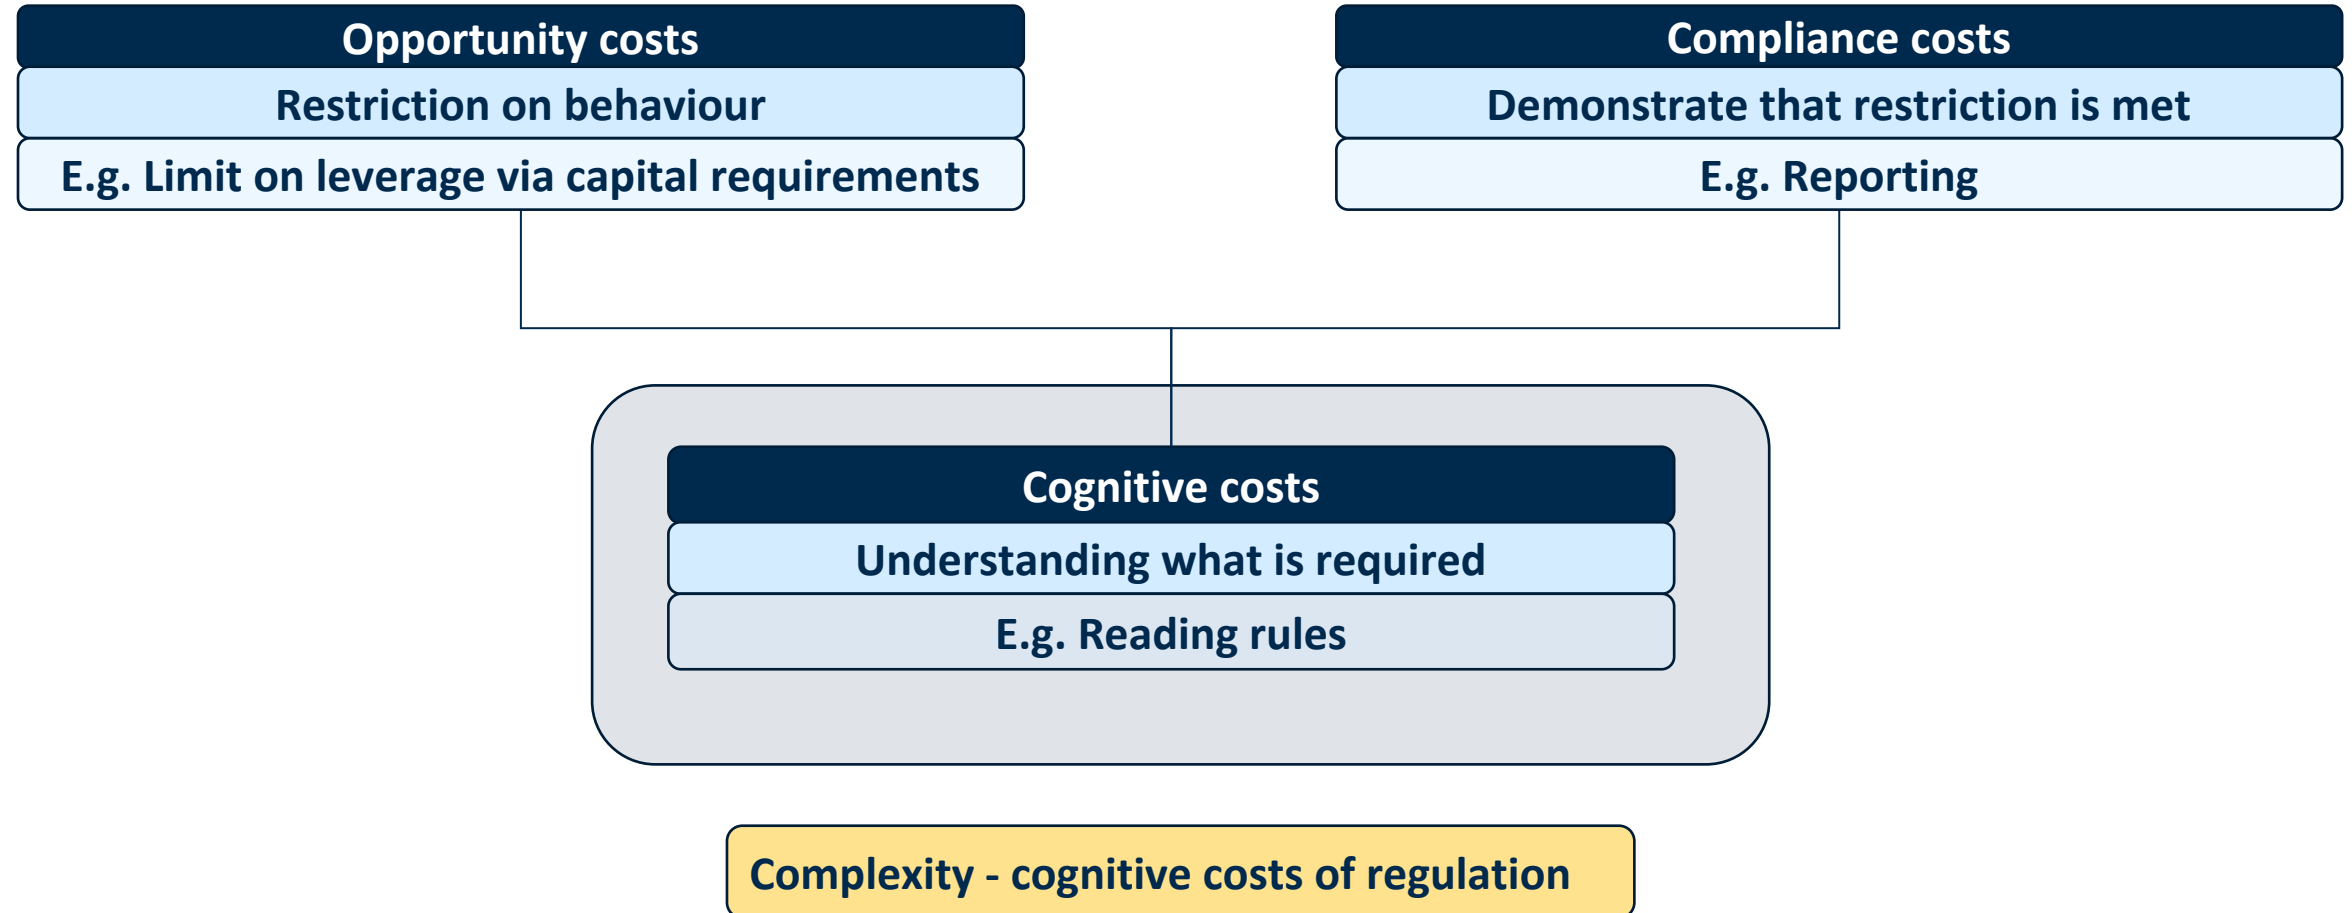 Opportunity costs
Restriction on behaviour
E.g. Limit on leverage via capital requirements
Compliance costs
Demonstrate that restriction is met
E.g. Reporting
Cognitive costs
Understanding what is required
E.g. Reading rules
Complexity - cognitive costs of regulation